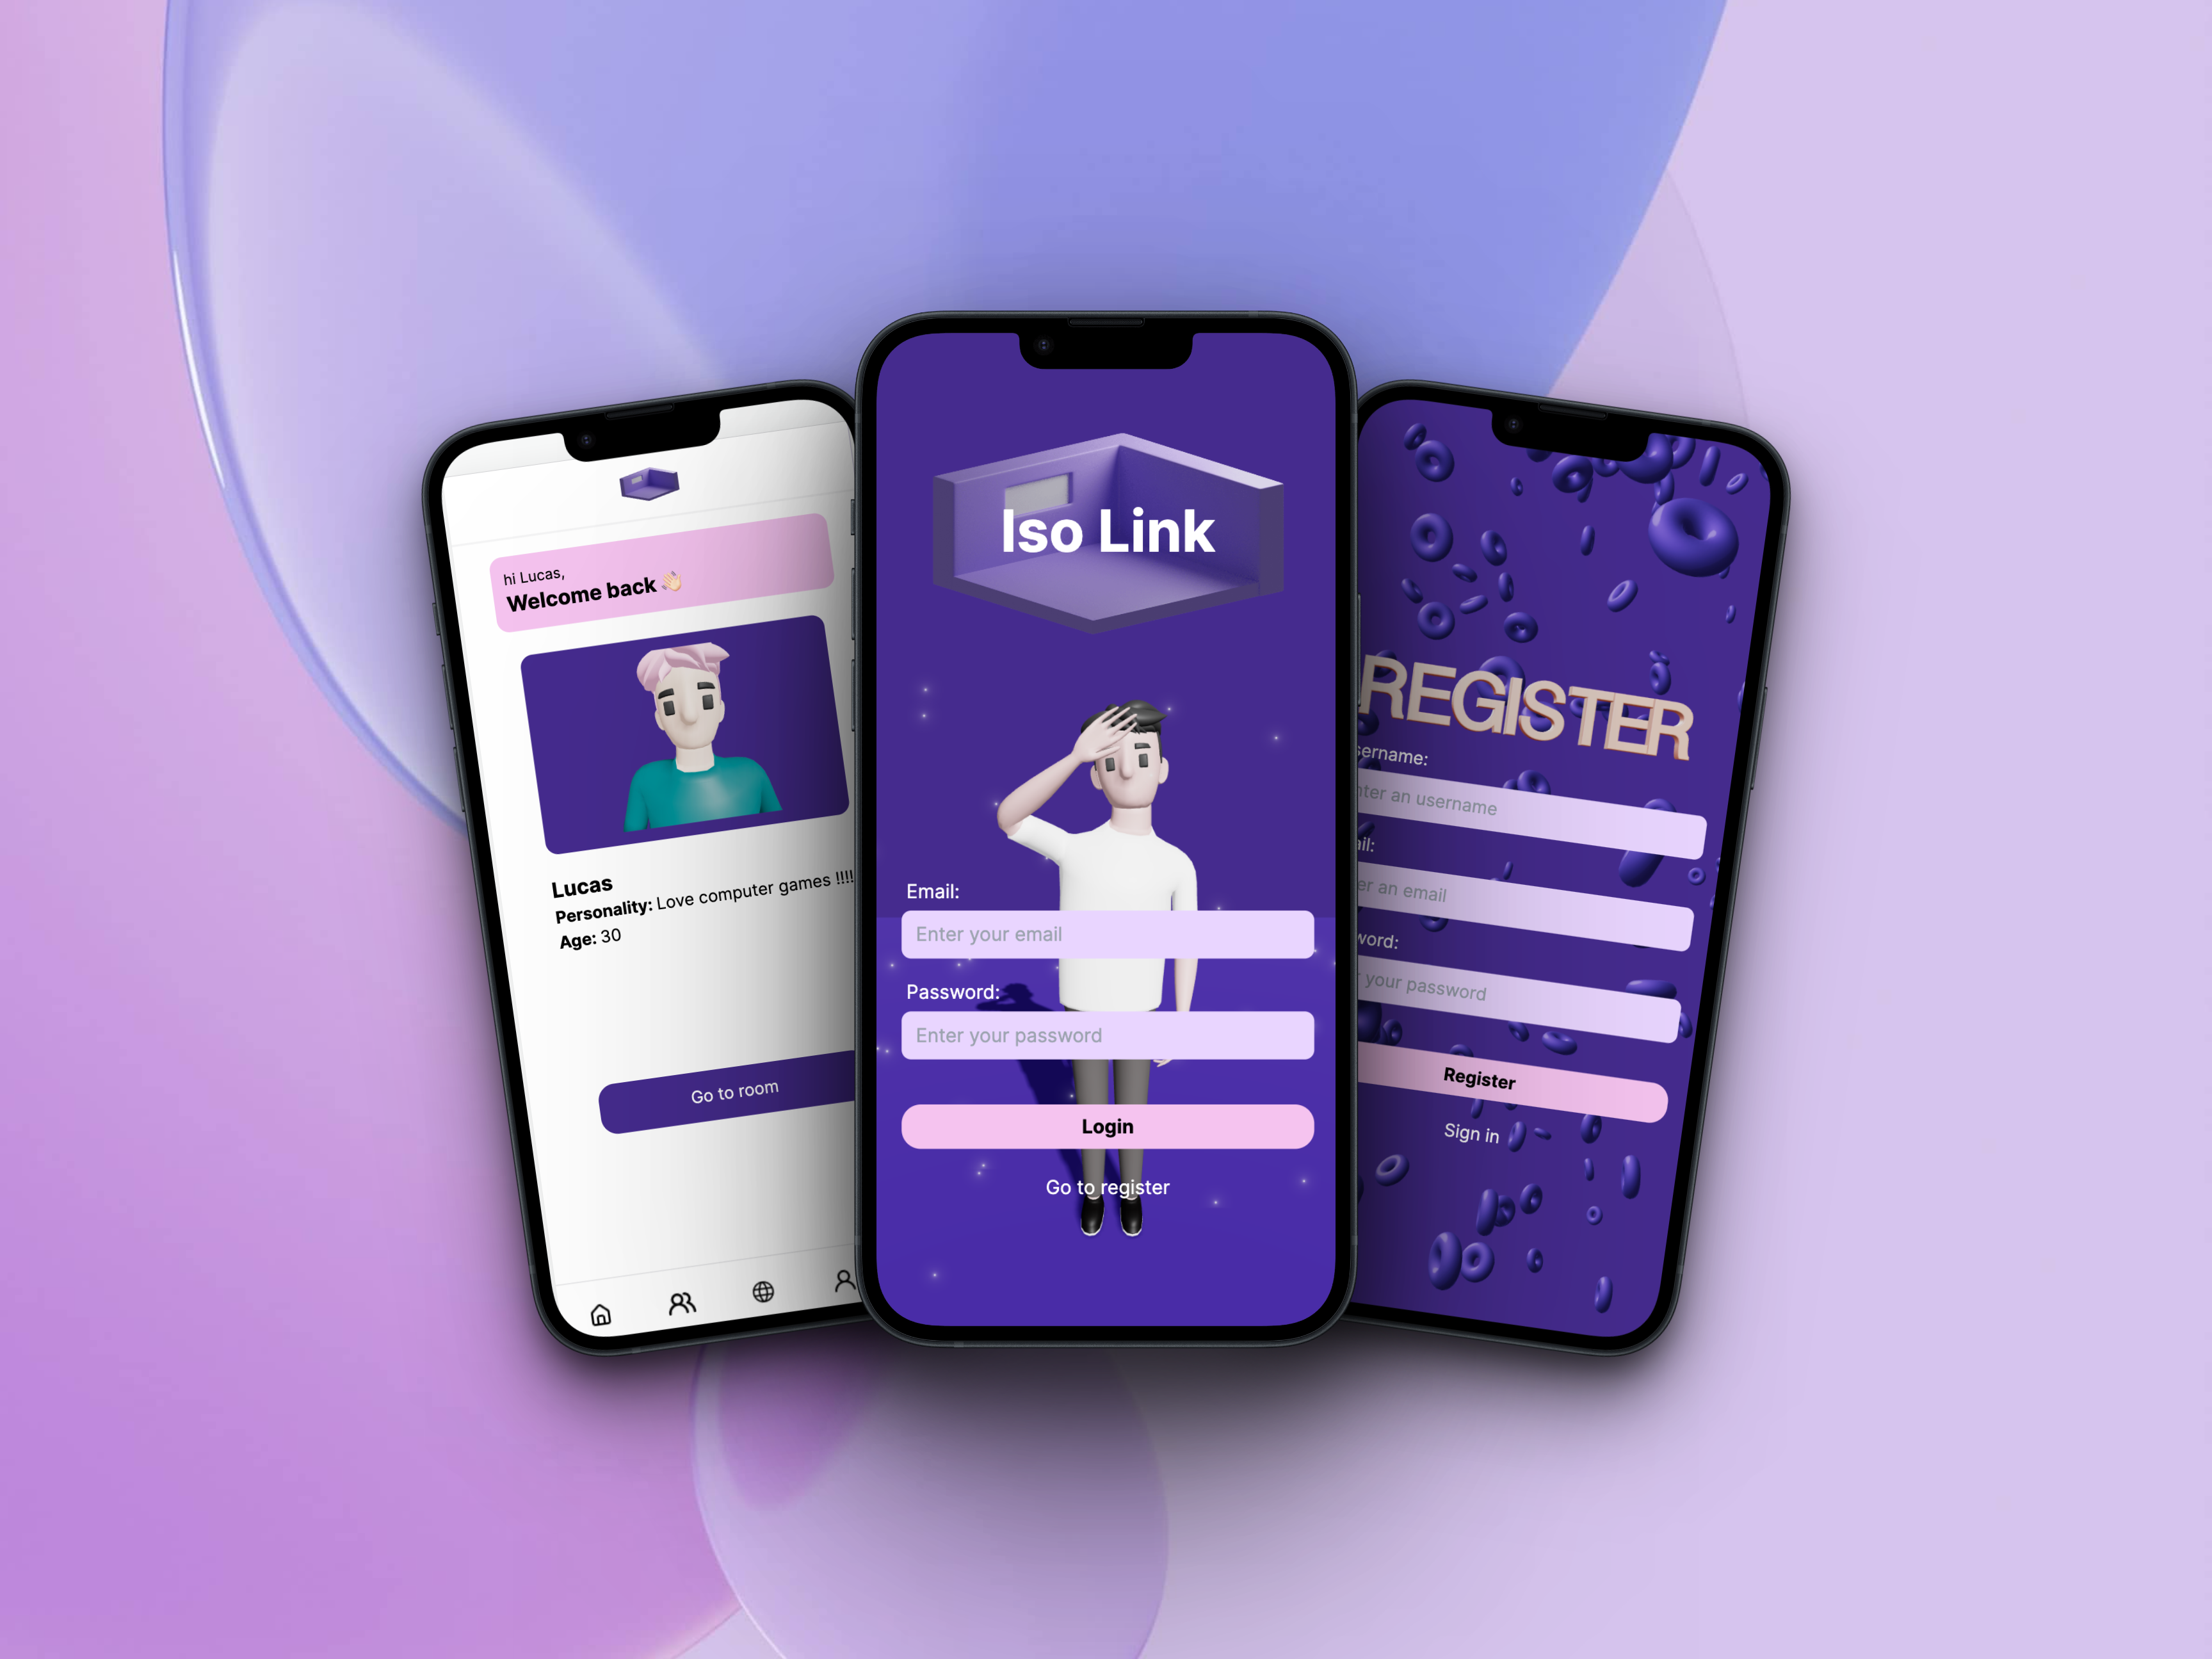 hi Lucas,
Welcome back 👋🏻
Lucas
Personality: Love computer games !!!!
Age: 30
Go to room
Iso Link
Email:
Enter your email
Password:
Enter your password
Login
Go to register
REGISTER
sername:
nter an username
ail:
er an email
word:
your password
Register
Sign in